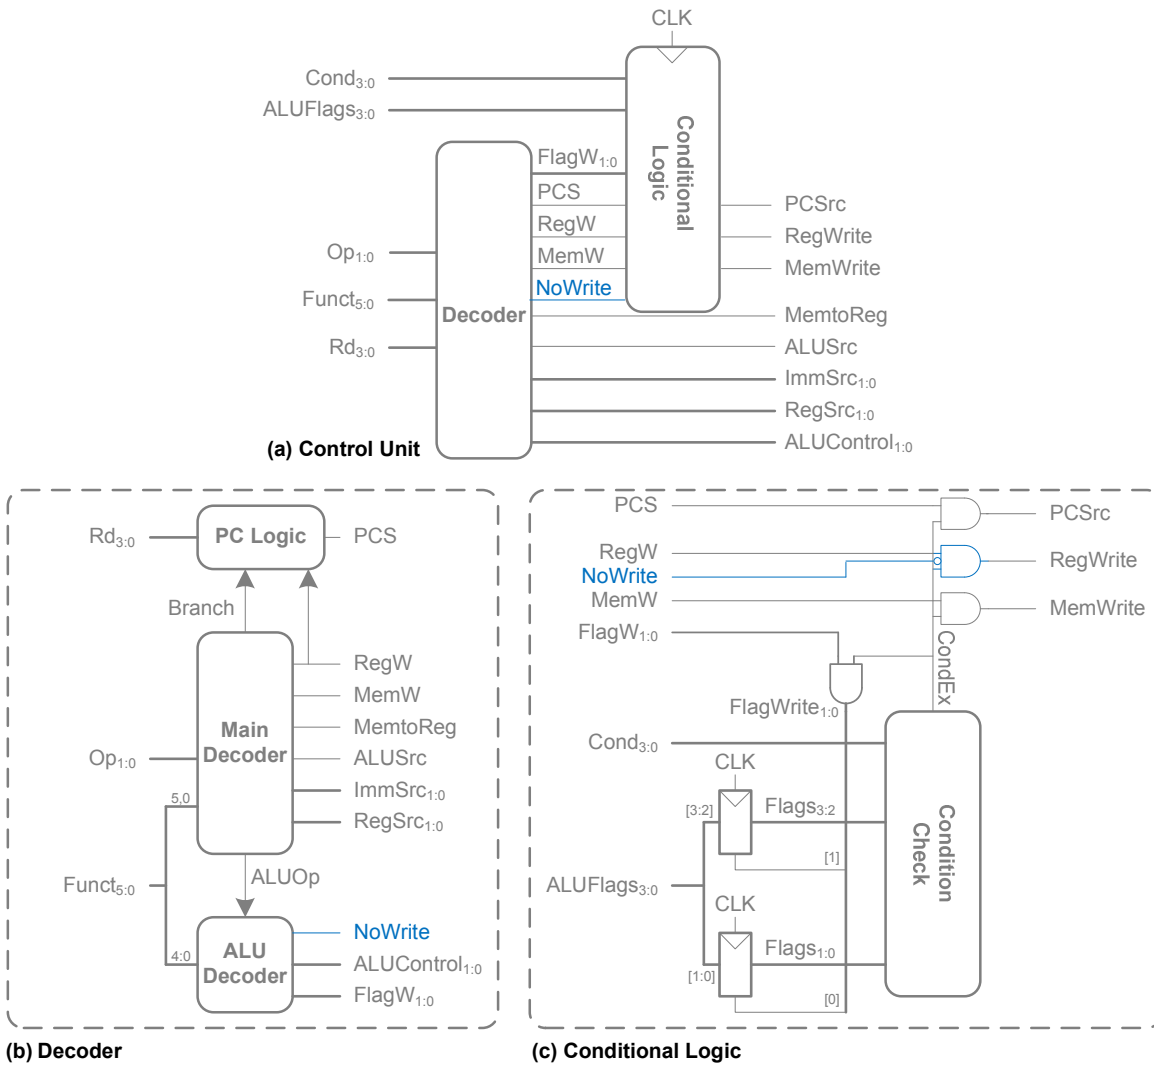 CLK
Cond3:0
ALUFlags3:0
Conditional
Logic
FlagW1:0
PCS
RegW
MemW
NoWrite
Op1:0
Funct5:0
Rd3:0
Decoder
PCSrc
RegWrite
MemWrite
MemtoReg
ALUSrc
ImmSrc1:0
RegSrc1:0
ALUControl1:0
(a) Control Unit
Rd3:0
PC Logic
PCS
Branch
RegW
MemW
Main
Decoder
MemtoReg
Op1:0
ALUSrc
5,0
ImmSrc1:0
RegSrc1:0
Funct5:0
ALUOp
NoWrite
4:0
ALU
Decoder
ALUControl1:0
FlagW1:0
(b) Decoder
PCS
PCSrc
RegW
NoWrite
RegWrite
MemW
MemWrite
FlagW1:0
CondEx
FlagWrite1:0
Cond3:0
CLK
[3:2]
Flags3:2
[1]
Condition
Check
ALUFlags3:0
CLK
Flags1:0
[1:0]
[0]
(c) Conditional Logic